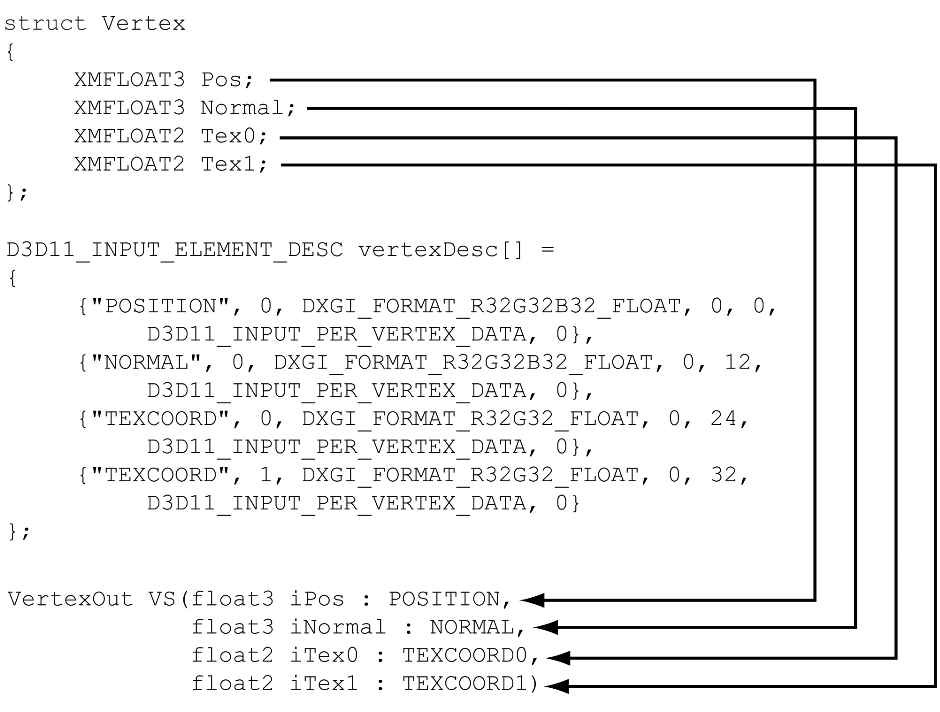 struct Vertex
{
XMFLOAT3 Pos;
XMFLOAT3 Normal;
XMFLOAT2 Tex0;
XMFLOAT2 Tex1;
};
D3D11_INPUT_ELEMENT_DESC vertexDesc[] =
{
{"POSITION", 0, DXGI_FORMAT_R32G32B32_FLOAT, 0, 0,
D3D11_INPUT_PER_VERTEX_DATA, 0},
{"NORMAL", 0, DXGI_FORMAT_R32G32B32_FLOAT, 0, 12,
D3D11_INPUT_PER_VERTEX_DATA, 0},
{"TEXCOORD", 0, DXGI_FORMAT_R32G32_FLOAT, 0, 24,
D3D11_INPUT_PER_VERTEX_DATA, 0},
{"TEXCOORD", 1, DXGI_FORMAT_R32G32_FLOAT, 0, 32,
D3D11_INPUT_PER_VERTEX_DATA, 0}
};
VertexOut VS(float3 iPos : POSITION,
float3 iNormal : NORMAL,
float2 iTex0 : TEXCOORD0,
float2 iTex1 : TEXCOORD1)